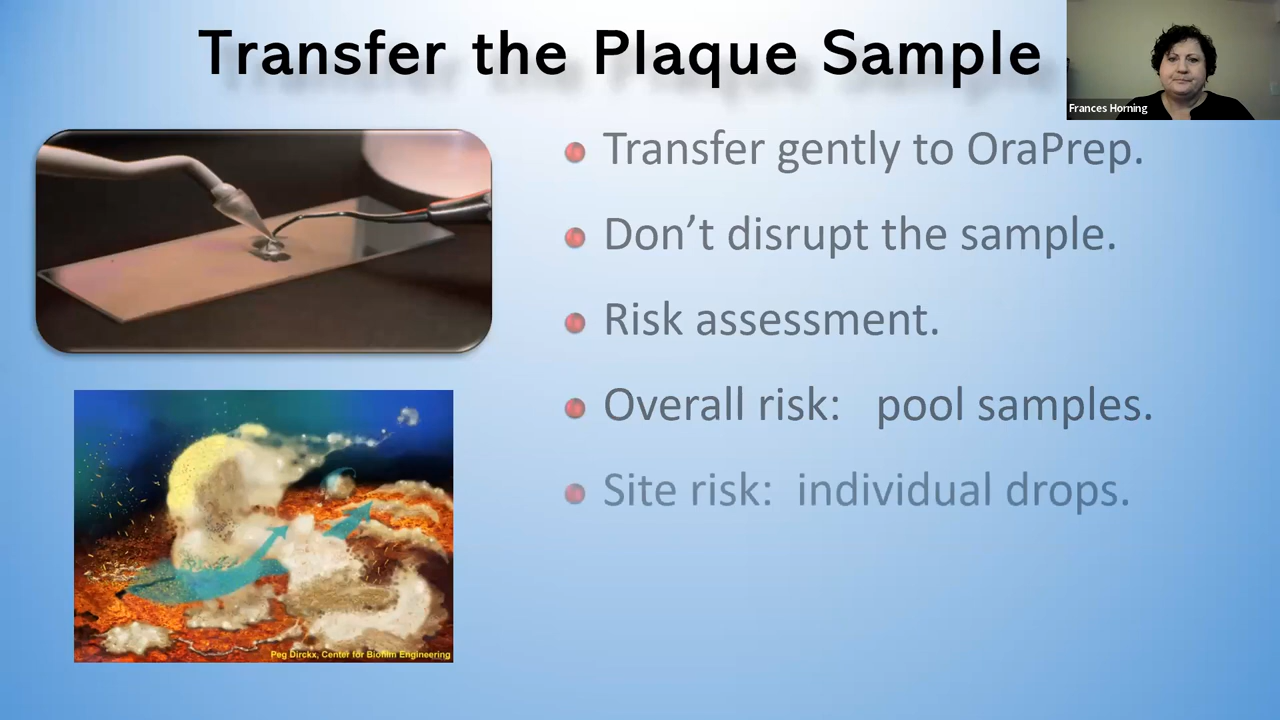 Transfer the Plaque Sample
Frances Horning
Transfer gently to OraPrep.
Don’t disrupt the sample.
Risk assessment.
Overall risk: pool samples.
Site risk: individual drops.
Peg Dirckx, Center for Biofilm Engineering